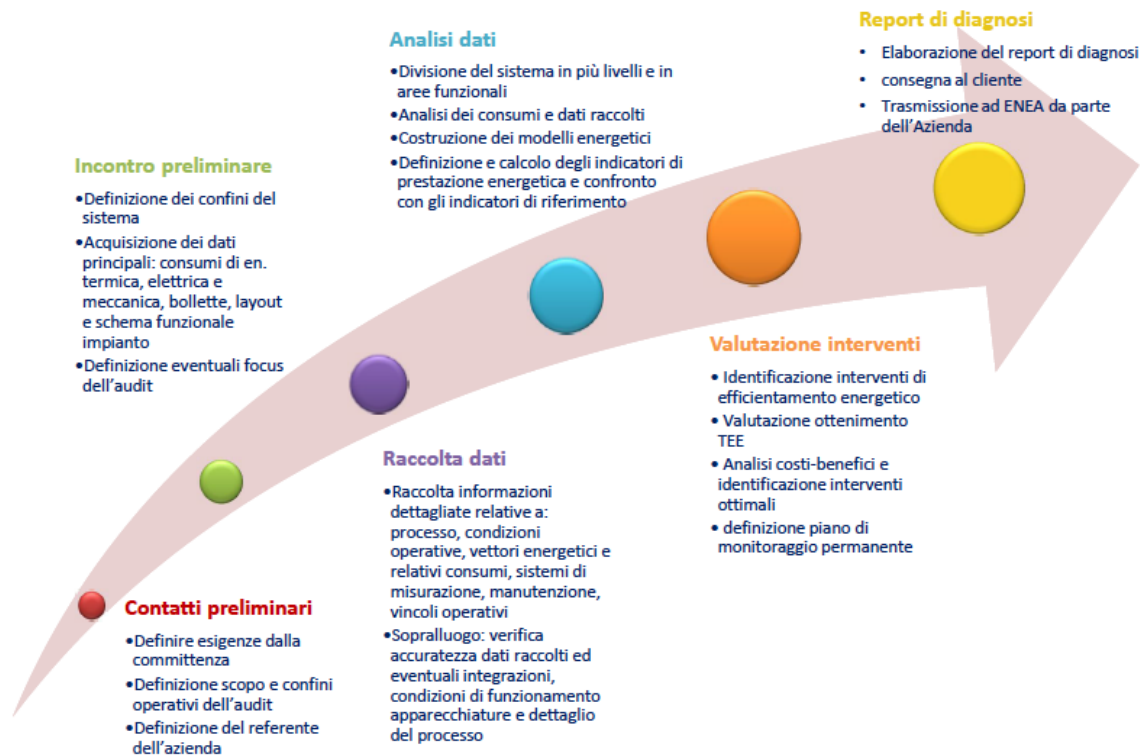 Contatti preliminari
•Definire esigenze dalla
committenza
•Definizione scopo e confini
operativi dell'audit
•Definizione del referente
dell'azienda
Incontro preliminare
•Definizione dei confini del
sistema
•Acquisizione dei dati
principali: consumi di en.
termica, elettrica e
meccanica, bollette, layout
e schema funzionale
impianto
•Definizione eventuali focus
dell'audit
Raccolta dati
•Raccolta informazioni
dettagliate relative a:
processo, condizioni
operative, vettori energetici e
relativi consumi, sistemi di
misurazione, manutenzione,
vincoli operativi
•Sopralluogo: verifica
accuratezza dati raccolti ed
eventuali integrazioni,
condizioni di funzionamento
apparecchiature e dettaglio
del processo
Analisi dati
•Divisione del sistema in più livelli e in
aree funzionali
•Analisi dei consumi e dati raccolti
•Costruzione dei modelli energetici
•Definizione e calcolo degli indicatori di
prestazione energetica e confronto
con gli indicatori di riferimento
Valutazione interventi
• Identificazione interventi di
efficientamento energetico
• Valutazione ottenimento
TEE
• Analisi costi-benefici e
identificazione interventi
ottimali
• definizione piano di
monitoraggio permanente
Report di diagnosi
• Elaborazione del report di diagnosi
• consegna al cliente
• Trasmissione ad ENEA da parte
dell'Azienda